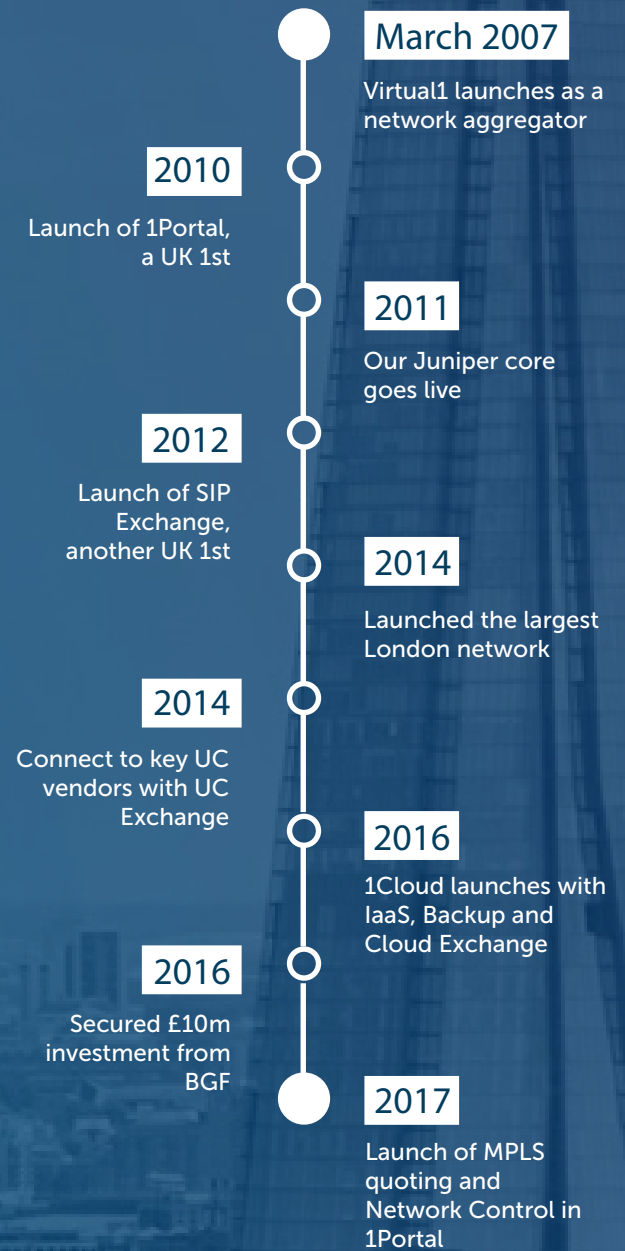 March 2007
Virtual1 launches as a
network aggregator
2010
Launch of 1Portal,
a UK 1st
2011
Our Juniper core
goes live
2012
Launch of SIP
Exchange,
another UK 1st
2014
Launched the largest
London network
2014
Connect to key UC
vendors with UC
Exchange
2016
1Cloud launches with
IaaS, Backup and
Cloud Exchange
2016
Secured £10m
investment from
BGF
2017
Launch of MPLS
quoting and
Network Control in
1Portal